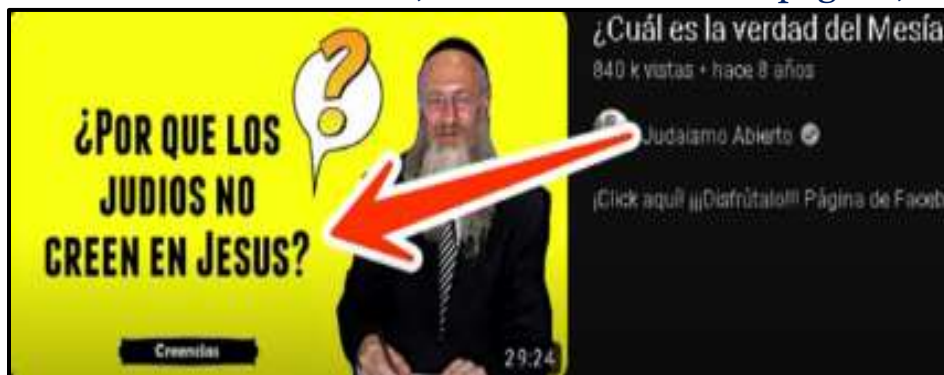 ¿POR QUE LOS
JUDIOS NO
CREEN EN JESUS?
?
Creencias
29:24
¿Cuál es la verdad del Mesía
840 k vistas • hace 8 años
Judaísmo Abierto
¡Click aquí! ¡¡¡Disfrútalo!!! Página de Faceb